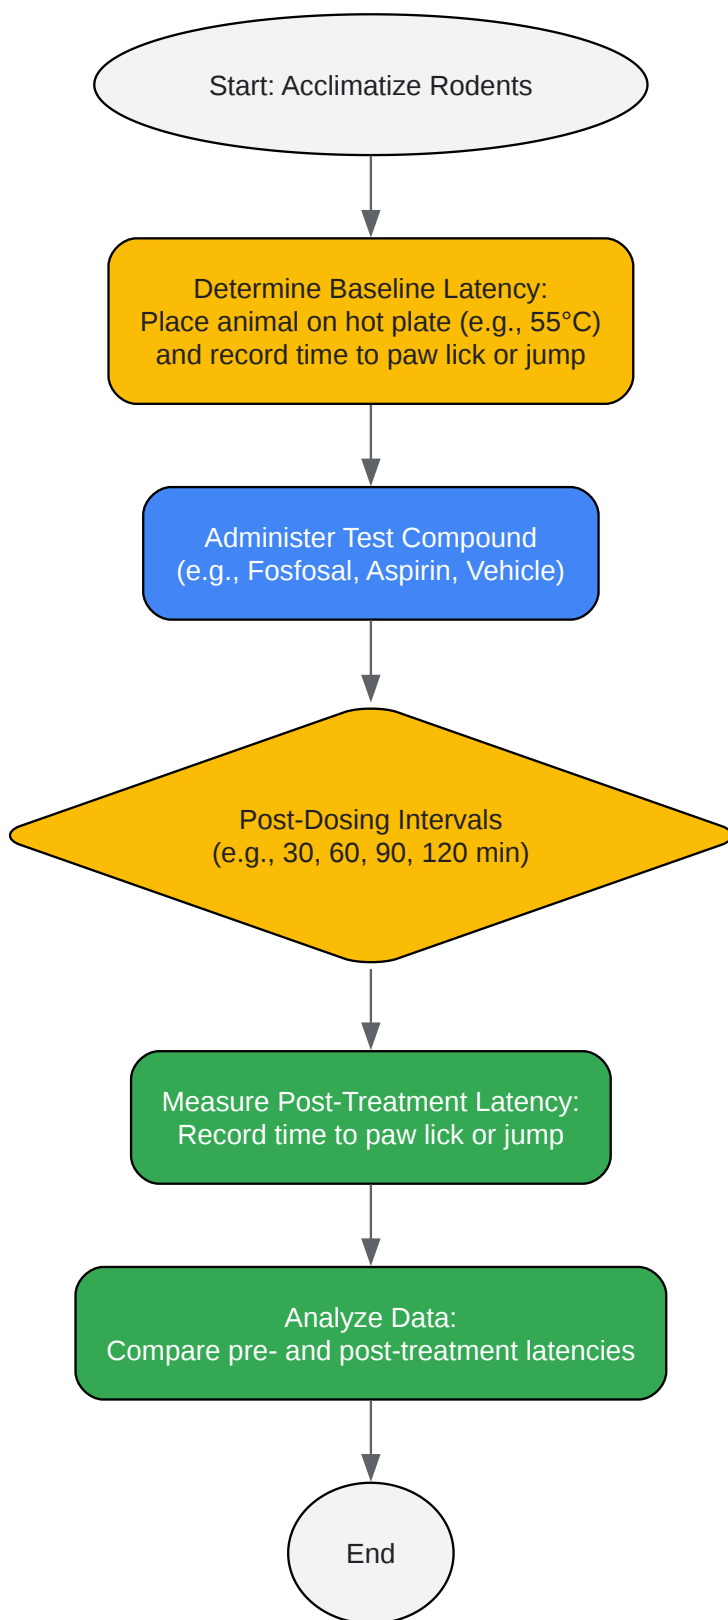 Start: Acclimatize Rodents
Determine Baseline Latency:
Place animal on hot plate (e.g., 55°C)
and record time to paw lick or jump
Administer Test Compound
(e.g., Fosfosal, Aspirin, Vehicle)
Post-Dosing Intervals
(e.g., 30, 60, 90, 120 min)
Measure Post-Treatment Latency:
Record time to paw lick or jump
Analyze Data:
Compare pre- and post-treatment latencies
End